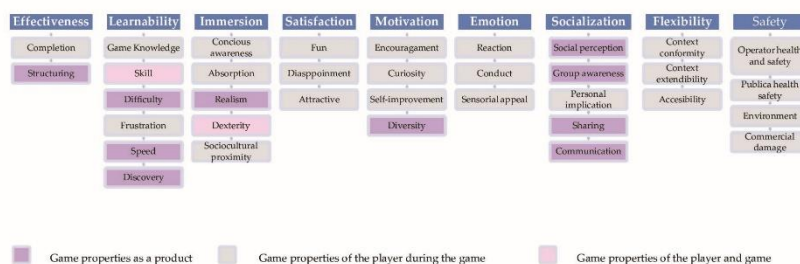 Effectiveness
Completion
Structuring
Learnability
Game Knowledge
Skill
Difficulty
Frustration
Speed
Discovery
Immersion
Concious
awareness
Absorption
Realism
Dexterity
Sociocultural
proximity
Satisfaction
Fun
Diasppoinment
Attractive
Motivation
Encouragament
Curiosity
Self-improvement
Diversity
Emotion
Reaction
Conduct
Sensorial appeal
Socialization
Social perception
Group awareness
Personal
implication
Sharing
Communication
Flexibility
Context
conformity
Context
extendibility
Accesibility
Safety
Operator health
and safety
Publica health
safety
Environment
Commercial
damage
Game properties as a product
Game properties of the player during the game
Game properties of the player and game